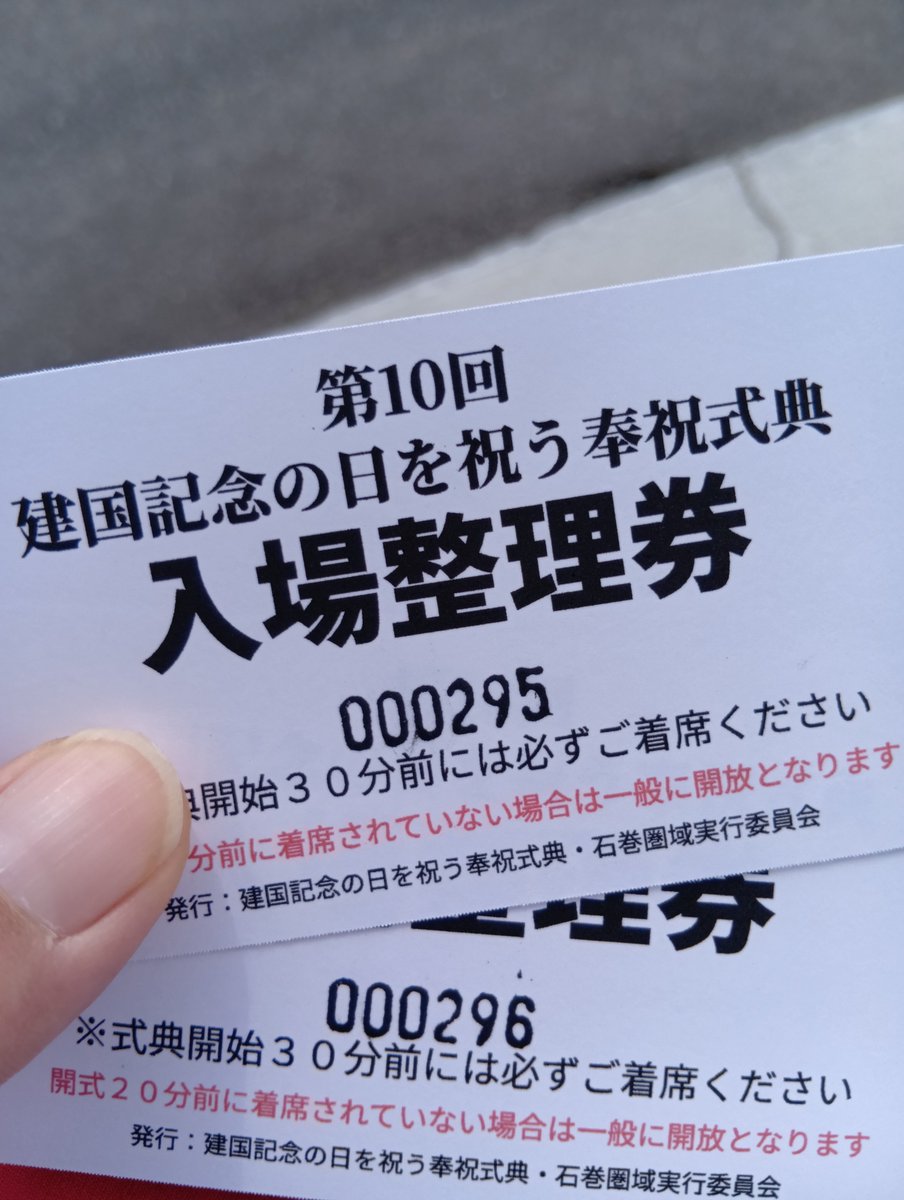 第10回
建国記念の日を祝う奉祝式典
入場整理券
000295
典開始３０分前には必ずご着席ください
分前に着席されていない場合は一般に開放となります
発行：建国記念の日を祝う奉祝式典・石巻圏域実行委員会
整理券
000296
※式典開始３０分前には必ずご着席ください
開式２０分前に着席されていない場合は一般に開放となります
発行：建国記念の日を祝う奉祝式典・石巻圏域実行委員会